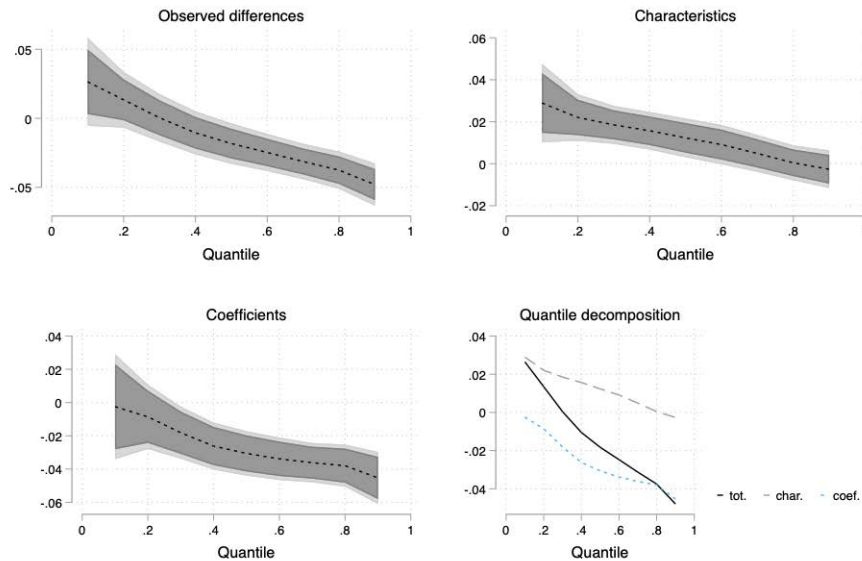 Observed differences
.05
0
-.05
0 .2 .4 .6 .8 1
Quantile
Characteristics
.06
.04
.02
0
-.02
0 .2 .4 .6 .8
Quantile
Coefficients
.04
.02
0
-.02
-.04
-.06
0 .2 .4 .6 .8 1
Quantile
Quantile decomposition
.04
.02
0
-.02
-.04
0 .2 .4 .6 .8 1
Quantile
tot. char. coef.